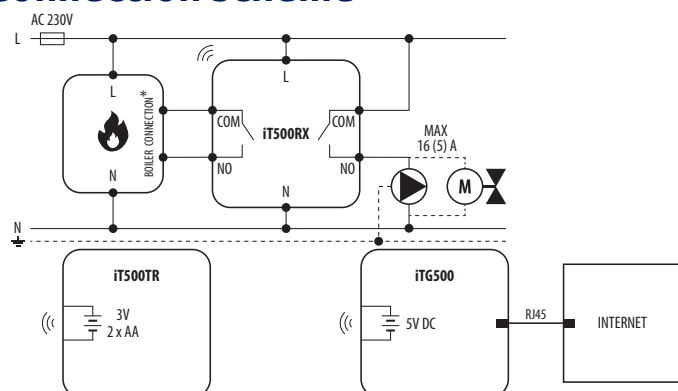 AC 230V
L
L
L
BOILER CONNECTION*
COM
iT500RX
COM
MAX
16 (5) A
NO
NO
M
N
N
N
iT500TR
iTG500
3V
2 x AA
5V DC
RJ45
INTERNET